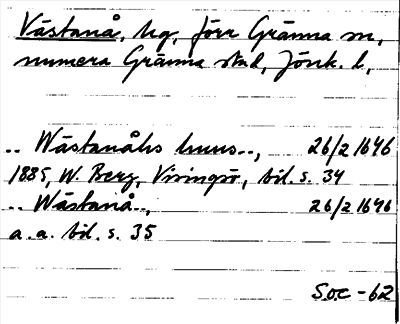 Västanå, hg, förr Gränna sn,
numera Gränna stad, Jönk. l,
.. Wästanåhs huus..,    26/2 1646
1885, W. Berg, Visingsö, bil. s. 34
.. Wästanå..,    26/2 1646
a. a. bil. s. 35
Soc - 62